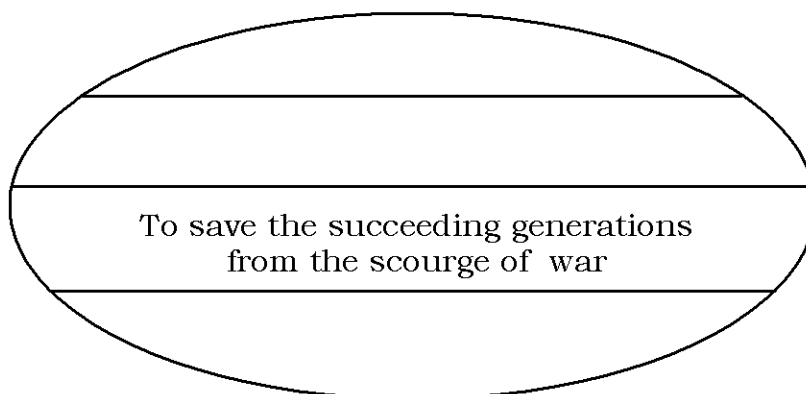 To save the succeeding generations
from the scourge of war